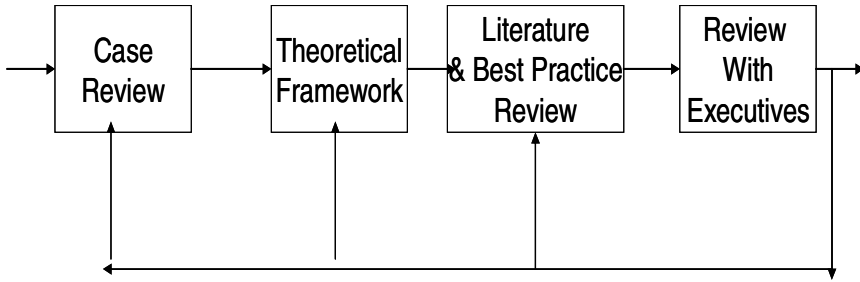 Case
Review
Theoretical
Framework
Literature
& Best Practice
Review
Review
With
Executives